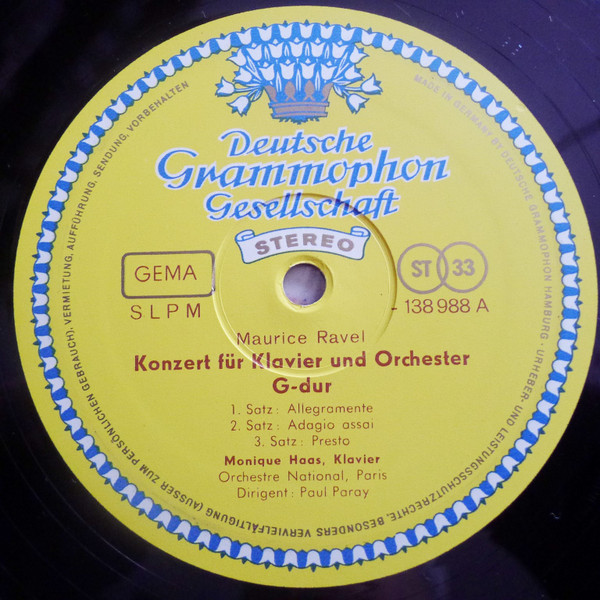 Deutsche
Grammophon
Gesellschaft
STEREO
GEMA
ST 33
SLPM
- 138 988 A
Maurice Ravel
Konzert für Klavier und Orchester
G-dur
1. Satz: Allegramente
2. Satz: Adagio assai
3. Satz: Presto
Monique Haas, Klavier
Orchestre National, Paris
Dirigent: Paul Paray
MADE IN GERMANY BY DEUTSCHE GRAMMOPHON HAMBURG · URHEBER- UND LEISTUNGSSCHUTZRECHTE, BESONDERS VERVIELFÄLTIGUNG (AUSSER ZUM PERSÖNLICHEN GEBRAUCH), VERMIETUNG, AUFFÜHRUNG, SENDUNG, VORBEHALTEN